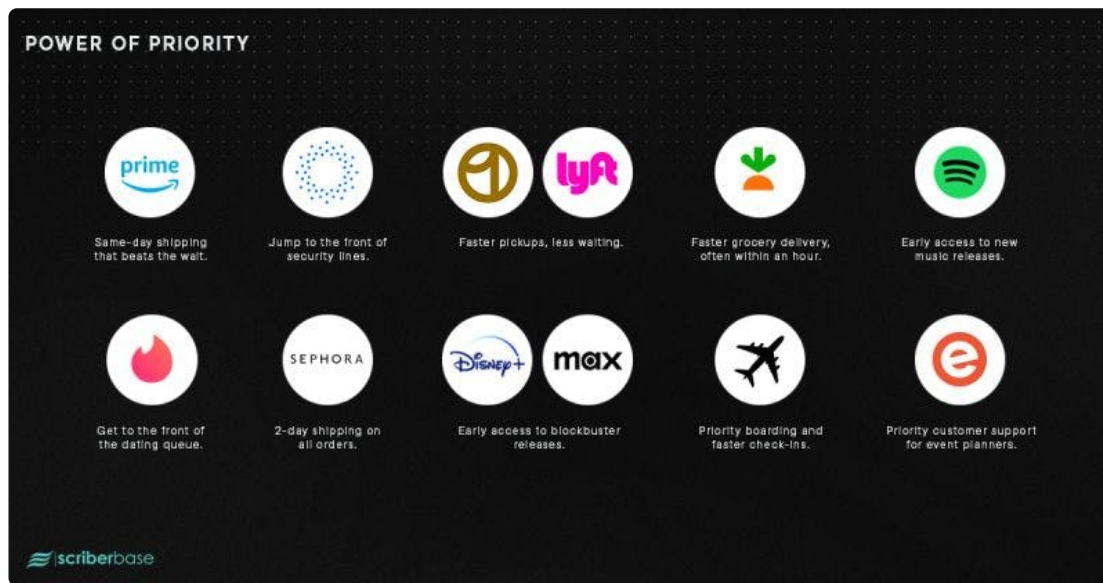 POWER OF PRIORITY
prime
lyft
Same-day shipping
that beats the wait.
Jump to the front of
security lines.
Faster pickups, less waiting.
Faster grocery delivery,
often within an hour.
Early access to new
music releases.
SEPHORA
Disney+
max
e
Get to the front of
the dating queue.
2-day shipping on
all orders.
Early access to blockbuster
releases.
Priority boarding and
faster check-ins.
Priority customer support
for event planners.
scriberbase